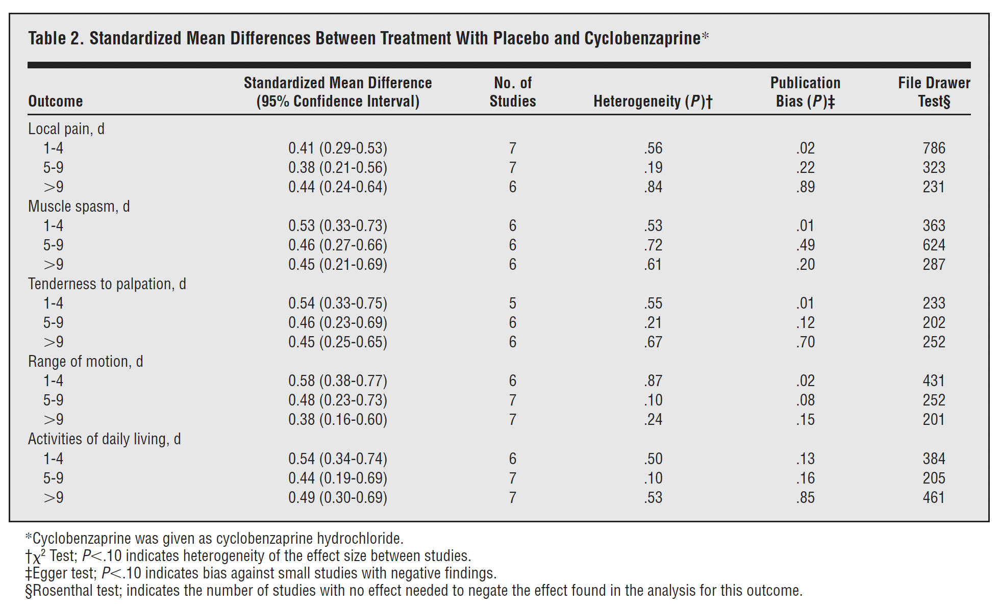 Table 2. Standardized Mean Differences Between Treatment With Placebo and Cyclobenzaprine*
Outcome Standardized Mean Difference (95% Confidence Interval) No. of Studies Heterogeneity (P)† Publication Bias (P)‡ File Drawer Test§
Local pain, d
1-4 0.41 (0.29-0.53) 7 .56 .02 786
5-9 0.38 (0.21-0.56) 7 .19 .22 323
>9 0.44 (0.24-0.64) 6 .84 .89 231
Muscle spasm, d
1-4 0.53 (0.33-0.73) 6 .53 .01 363
5-9 0.46 (0.27-0.66) 6 .72 .49 624
>9 0.45 (0.21-0.69) 6 .61 .20 287
Tenderness to palpation, d
1-4 0.54 (0.33-0.75) 5 .55 .01 233
5-9 0.46 (0.23-0.69) 6 .21 .12 202
>9 0.45 (0.25-0.65) 6 .67 .70 252
Range of motion, d
1-4 0.58 (0.38-0.77) 6 .87 .02 431
5-9 0.48 (0.23-0.73) 7 .10 .08 252
>9 0.38 (0.16-0.60) 7 .24 .15 201
Activities of daily living, d
1-4 0.54 (0.34-0.74) 6 .50 .13 384
5-9 0.44 (0.19-0.69) 7 .10 .16 205
>9 0.49 (0.30-0.69) 7 .53 .85 461
*Cyclobenzaprine was given as cyclobenzaprine hydrochloride.
†χ² Test; P<.10 indicates heterogeneity of the effect size between studies.
‡Egger test; P<.10 indicates bias against small studies with negative findings.
§Rosenthal test; indicates the number of studies with no effect needed to negate the effect found in the analysis for this outcome.